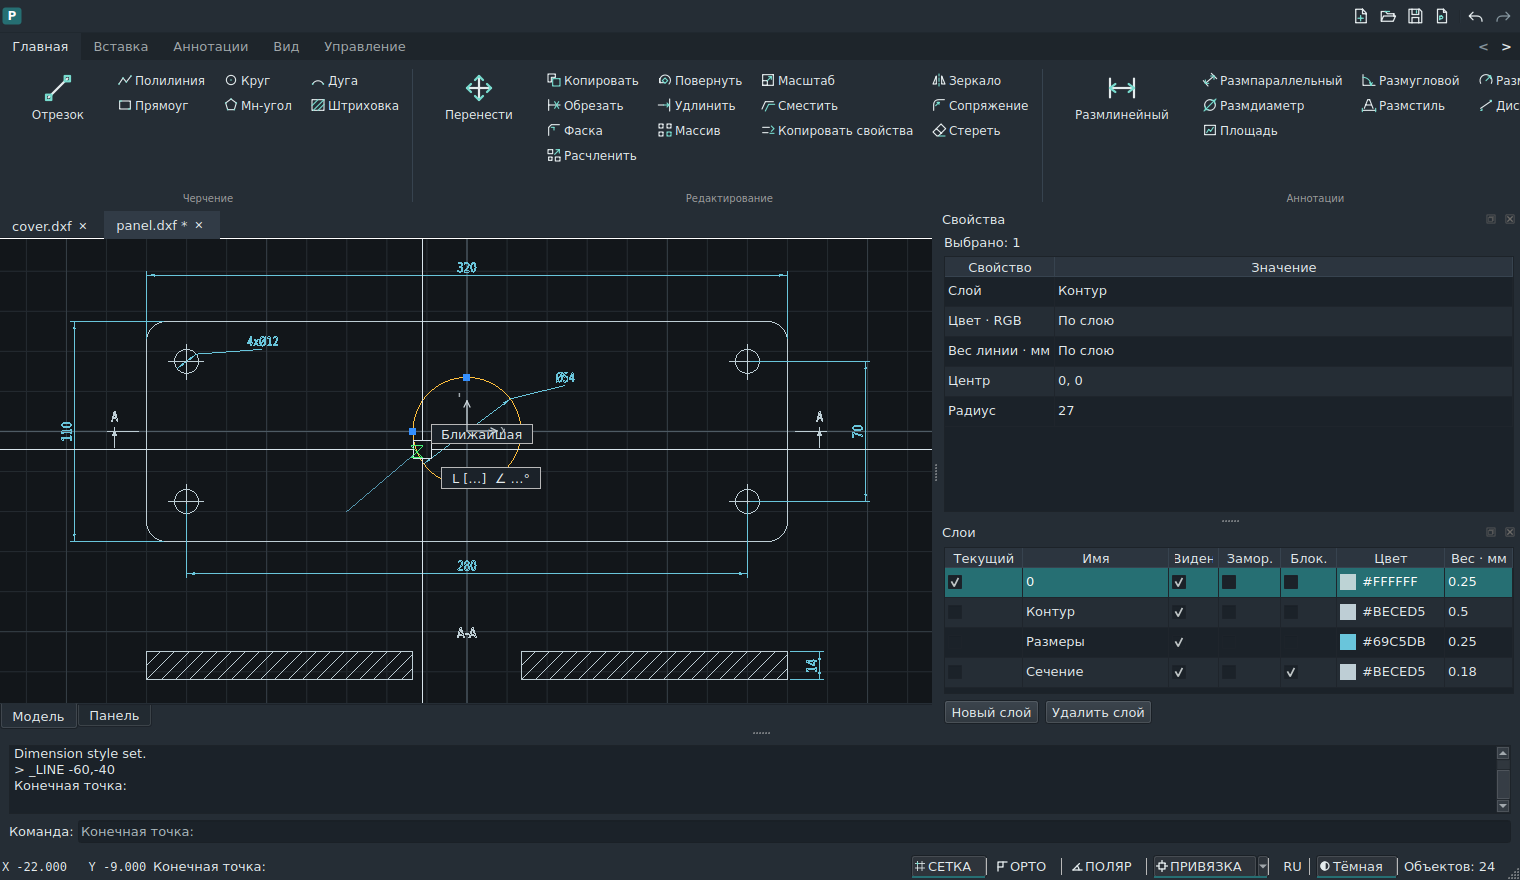 P
Главная Вставка Аннотации Вид Управление < >
Отрезок
Полилиния Круг Дуга
Прямоуг Мн-угол Штриховка
Черчение
Перенести
Копировать Повернуть Масштаб Зеркало
Обрезать Удлинить Сместить Сопряжение
Фаска Массив Копировать свойства Стереть
Расчленить
Редактирование
Размлинейный
Размпараллельный Размугловой Раз
Размдиаметр Размстиль Дис
Площадь
Аннотации
cover.dxf × panel.dxf * ×
320
4xØ12
Ø54
A A
110
70
Ближайшая
L [...] ∠ ...°
280
A-A
14
Модель Панель
Свойства
Выбрано: 1
Свойство Значение
Слой Контур
Цвет · RGB По слою
Вес линии · мм По слою
Центр 0, 0
Радиус 27
Слои
Текущий Имя Виден Замор. Блок. Цвет Вес · мм
0 #FFFFFF 0.25
Контур #BECED5 0.5
Размеры #69C5DB 0.25
Сечение #BECED5 0.18
Новый слой Удалить слой
Dimension style set.
> _LINE -60,-40
Конечная точка:
Команда: Конечная точка:
X -22.000 Y -9.000 Конечная точка:
СЕТКА ОРТО ПОЛЯР ПРИВЯЗКА RU Тёмная Объектов: 24